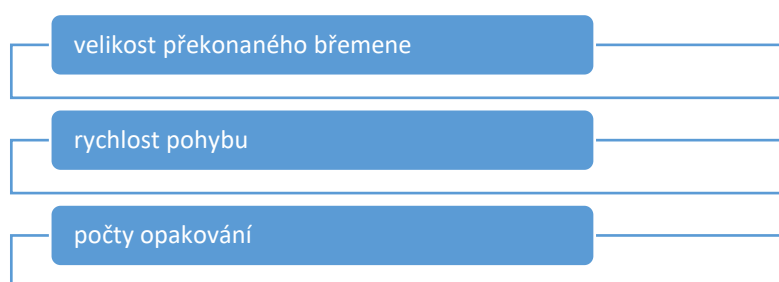 velikost překonaného břemene
rychlost pohybu
počty opakování